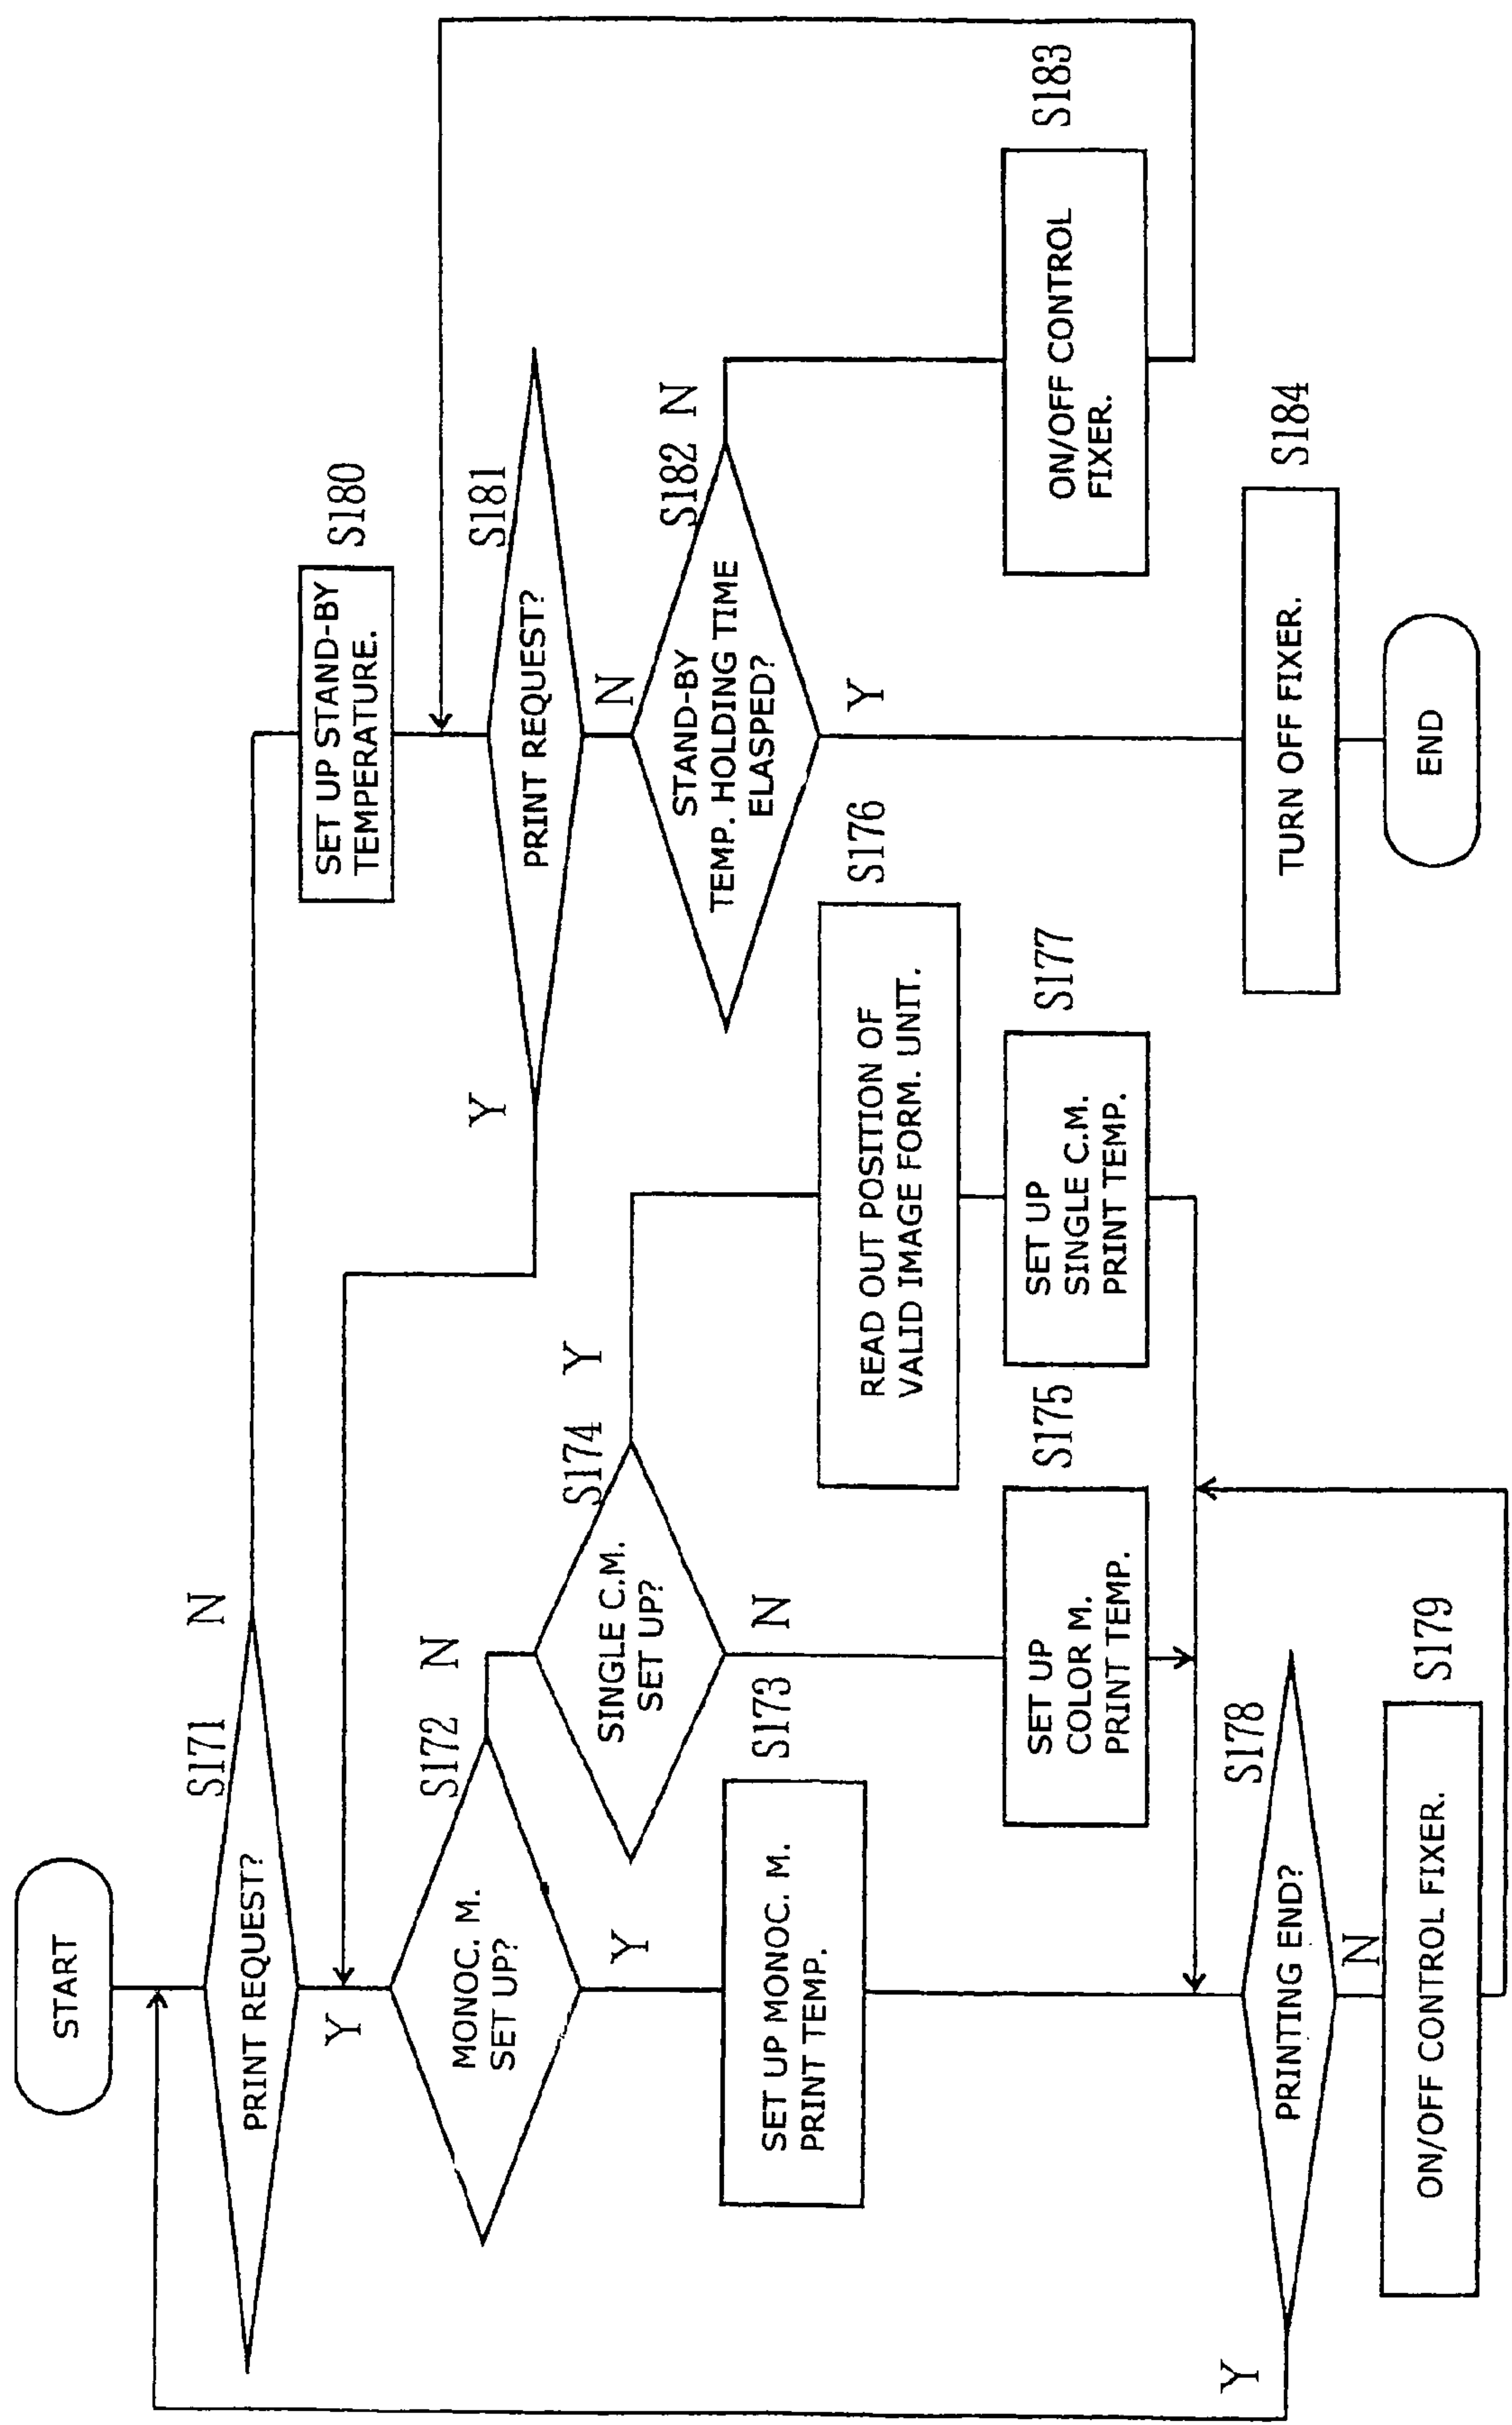 START
S171
PRINT REQUEST?
N
Y
S172
MONOC. M.
SET UP?
N
Y
S173
SET UP MONOC. M.
PRINT TEMP.
S174
SINGLE C.M.
SET UP?
Y
N
S175
SET UP
COLOR M.
PRINT TEMP.
S176
READ OUT POSITION OF
VALID IMAGE FORM. UNIT.
S177
SET UP
SINGLE C.M.
PRINT TEMP.
S178
PRINTING END?
Y
N
S179
ON/OFF CONTROL FIXER.
S180
SET UP STAND-BY
TEMPERATURE.
S181
PRINT REQUEST?
Y
N
S182
STAND-BY
TEMP. HOLDING TIME
ELASPED?
N
Y
S183
ON/OFF CONTROL
FIXER.
S184
TURN OFF FIXER.
END